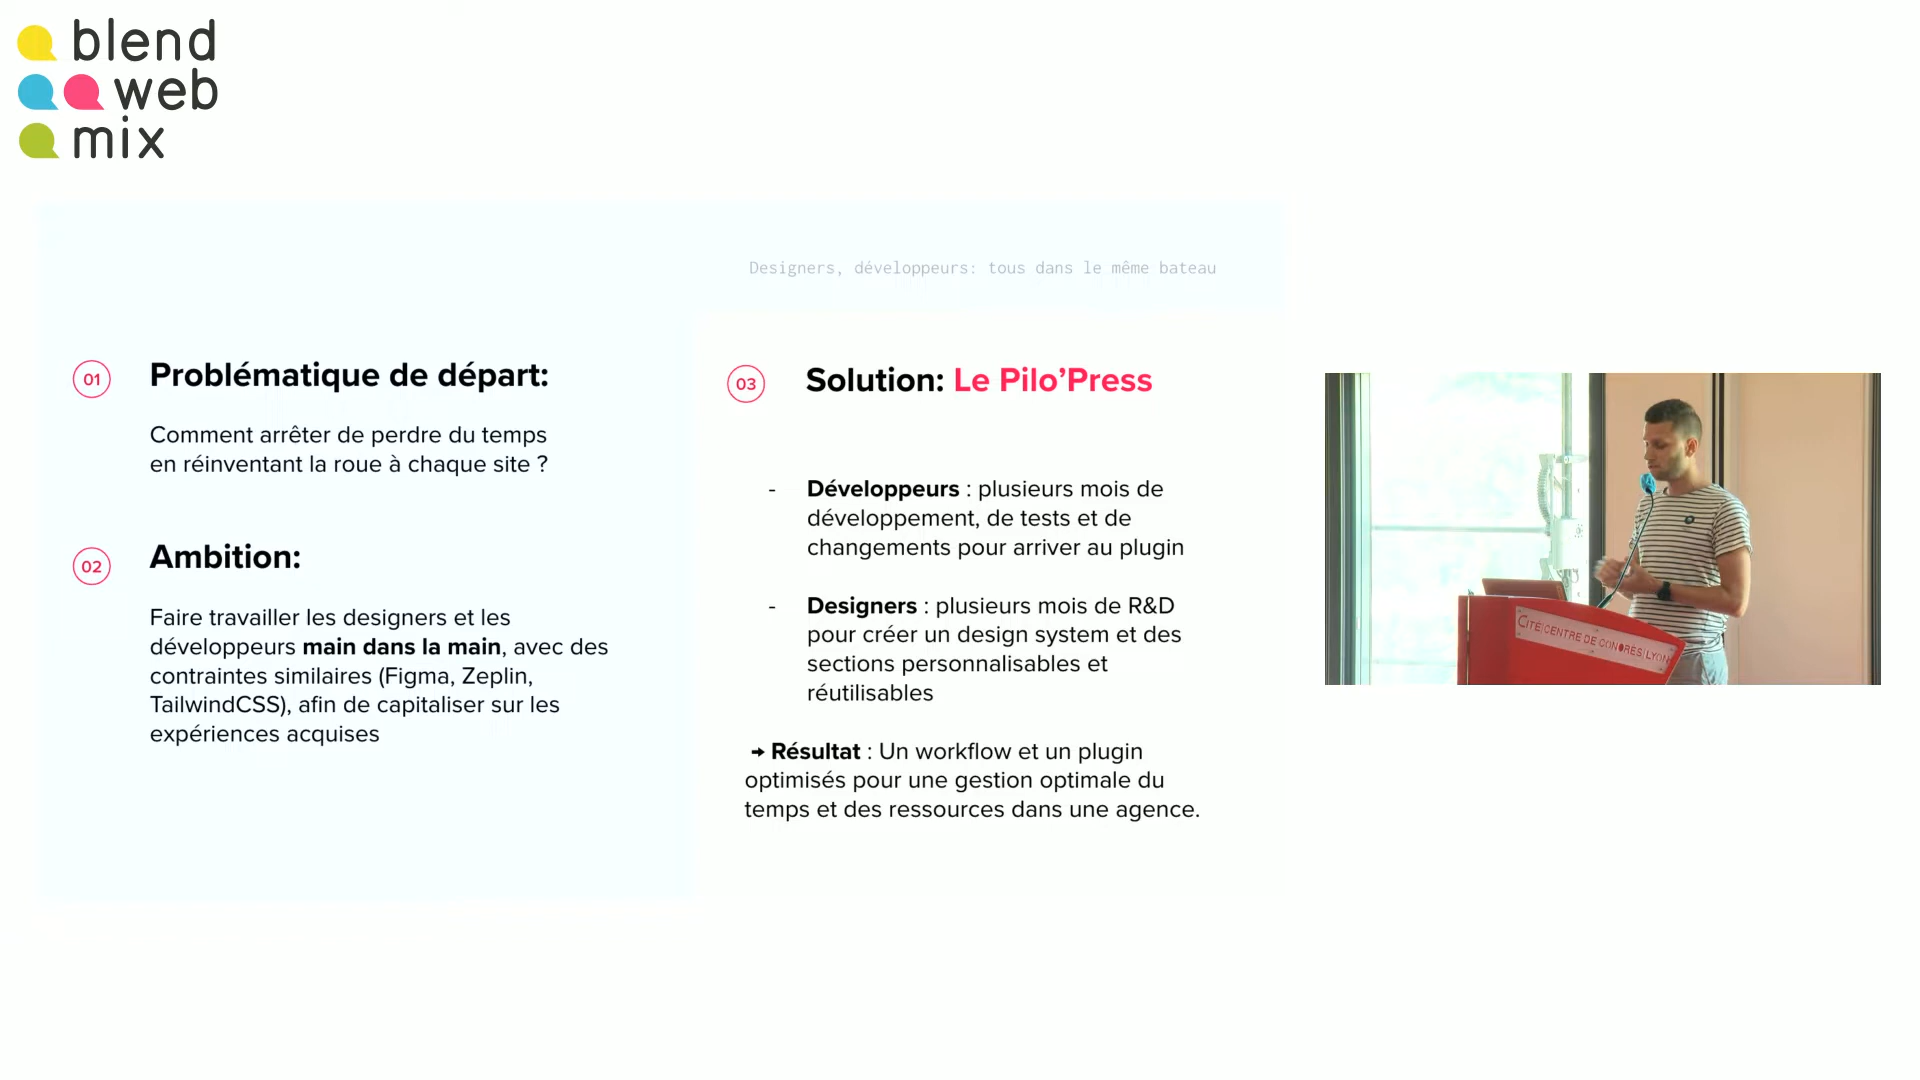 blend
web
mix
Designers, développeurs: tous dans le même bateau
01
Problématique de départ:
Comment arrêter de perdre du temps
en réinventant la roue à chaque site ?
02
Ambition:
Faire travailler les designers et les
développeurs main dans la main, avec des
contraintes similaires (Figma, Zeplin,
TailwindCSS), afin de capitaliser sur les
expériences acquises
03
Solution: Le Pilo’Press
- Développeurs : plusieurs mois de
développement, de tests et de
changements pour arriver au plugin
- Designers : plusieurs mois de R&D
pour créer un design system et des
sections personnalisables et
réutilisables
→ Résultat : Un workflow et un plugin
optimisés pour une gestion optimale du
temps et des ressources dans une agence.
CITÉ|CENTRE DE CONGRÈS|LYON